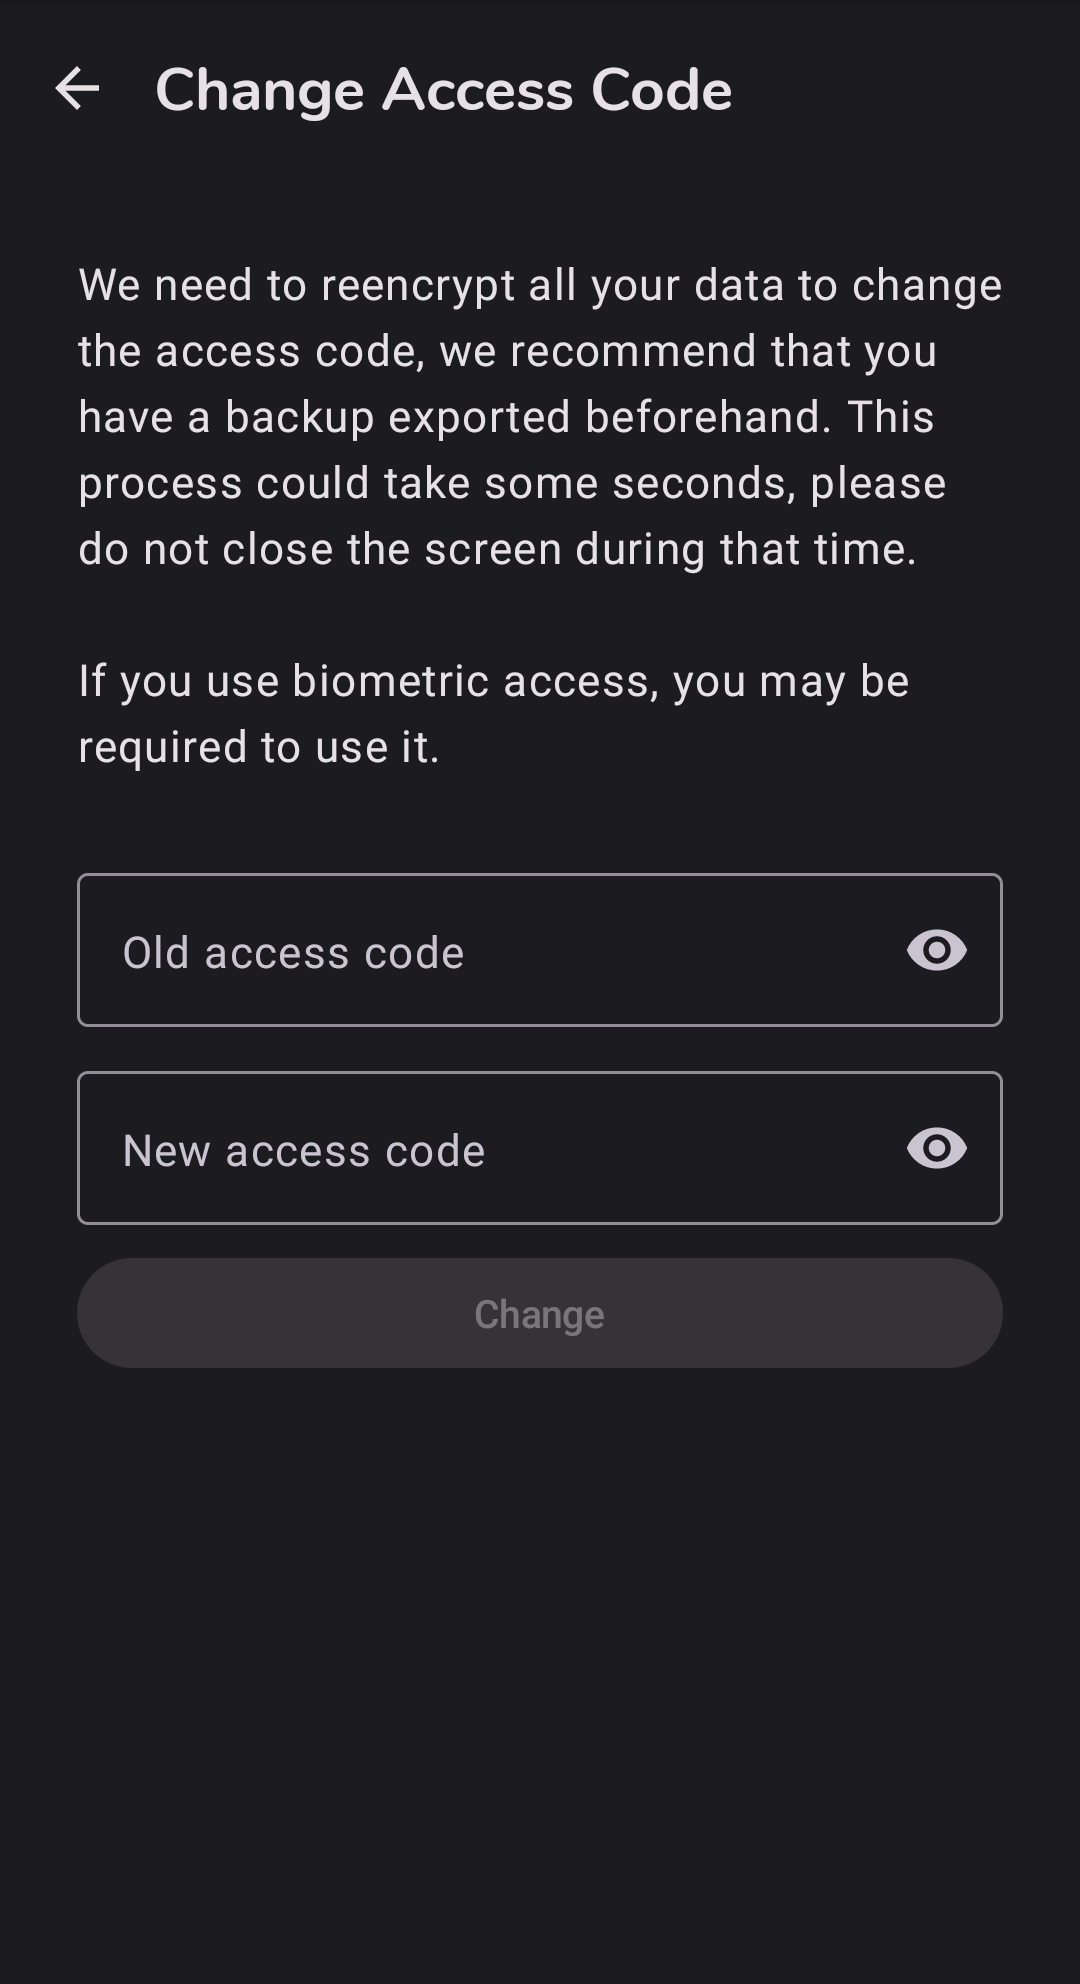 Change Access Code
We need to reencrypt all your data to change
the access code, we recommend that you
have a backup exported beforehand. This
process could take some seconds, please
do not close the screen during that time.
If you use biometric access, you may be
required to use it.
Old access code
New access code
Change